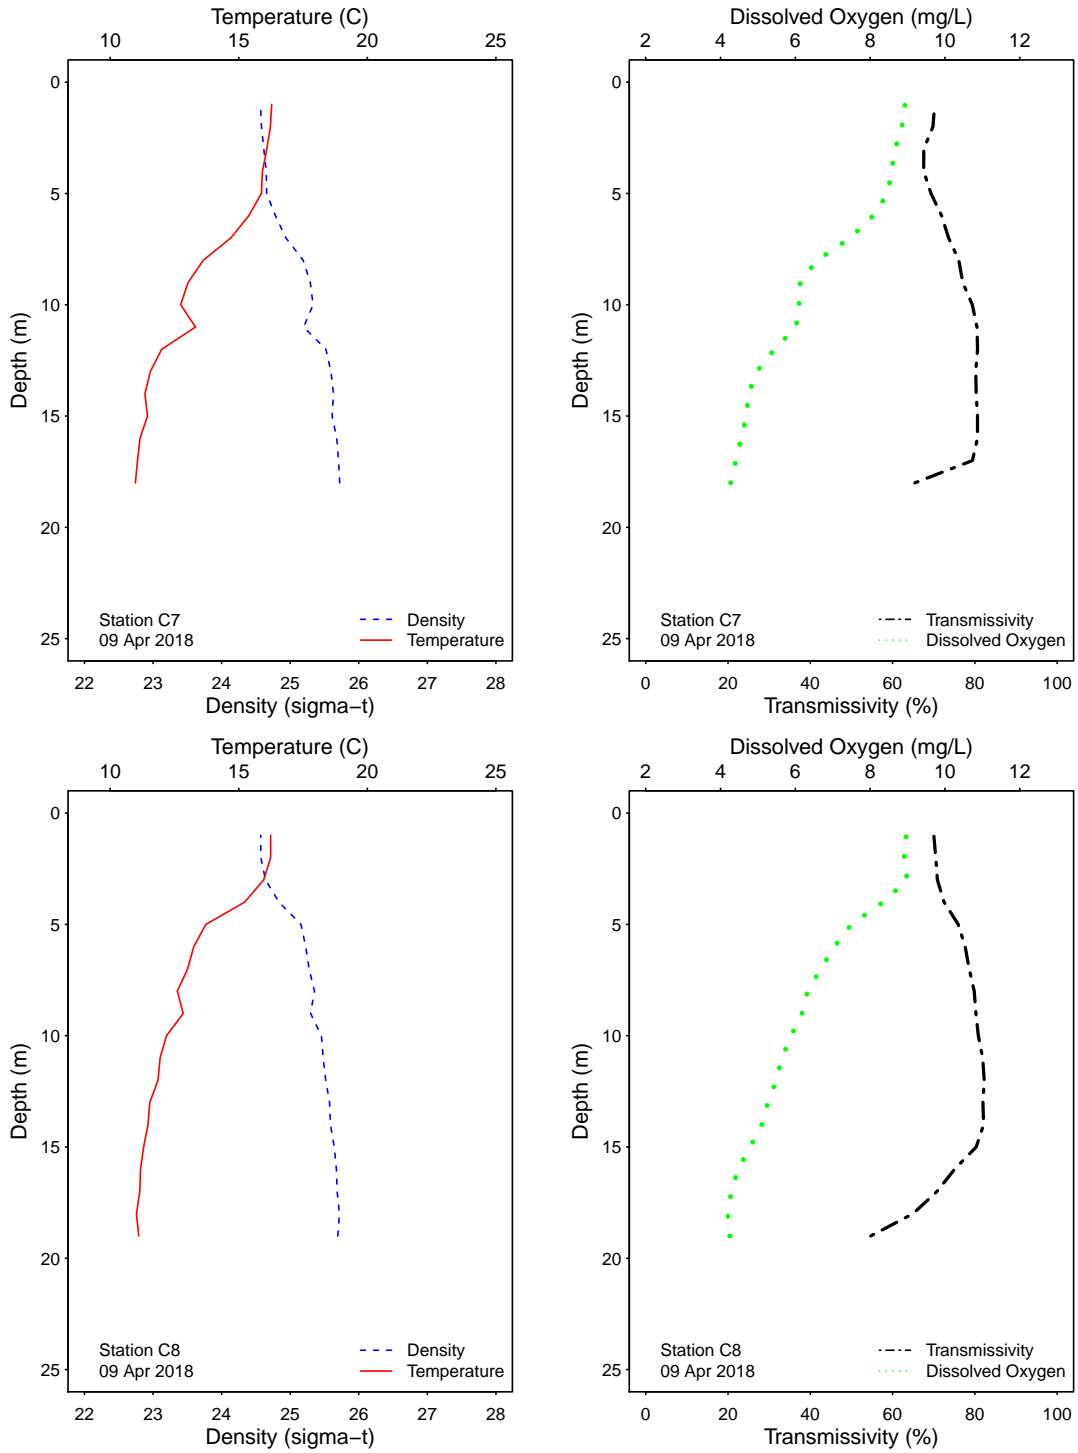 Temperature (C)
10 15 20 25
0
5
10
15
20
25
Depth (m)
Station C7
09 Apr 2018
Density
Temperature
22 23 24 25 26 27 28
Density (sigma−t)
Dissolved Oxygen (mg/L)
2 4 6 8 10 12
0
5
10
15
20
25
Depth (m)
Station C7
09 Apr 2018
Transmissivity
Dissolved Oxygen
0 20 40 60 80 100
Transmissivity (%)
Temperature (C)
10 15 20 25
0
5
10
15
20
25
Depth (m)
Station C8
09 Apr 2018
Density
Temperature
22 23 24 25 26 27 28
Density (sigma−t)
Dissolved Oxygen (mg/L)
2 4 6 8 10 12
0
5
10
15
20
25
Depth (m)
Station C8
09 Apr 2018
Transmissivity
Dissolved Oxygen
0 20 40 60 80 100
Transmissivity (%)